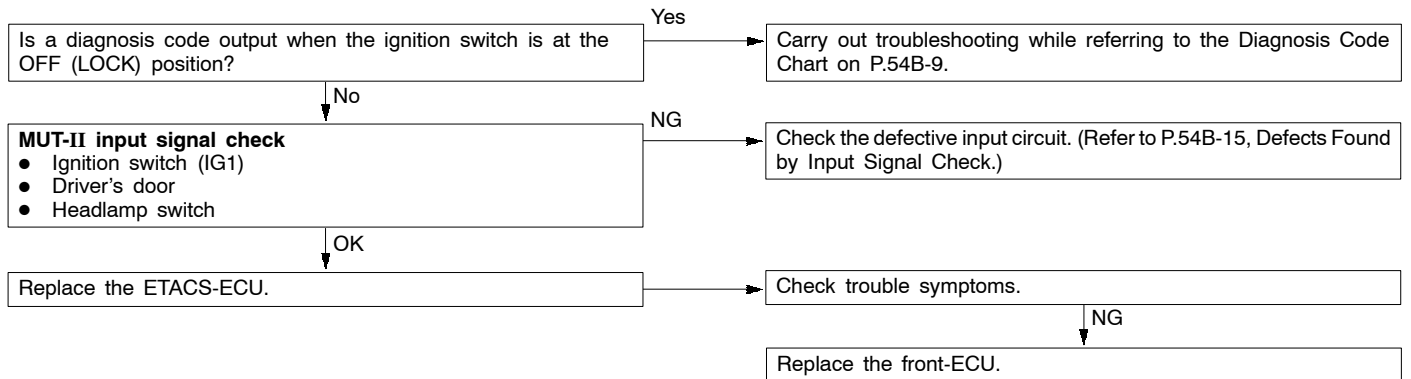 Is a diagnosis code output when the ignition switch is at the
OFF (LOCK) position?
Yes
Carry out troubleshooting while referring to the Diagnosis Code
Chart on P.54B-9.
No
MUT-II input signal check
● Ignition switch (IG1)
● Driver's door
● Headlamp switch
NG
Check the defective input circuit. (Refer to P.54B-15, Defects Found
by Input Signal Check.)
OK
Replace the ETACS-ECU.
Check trouble symptoms.
NG
Replace the front-ECU.